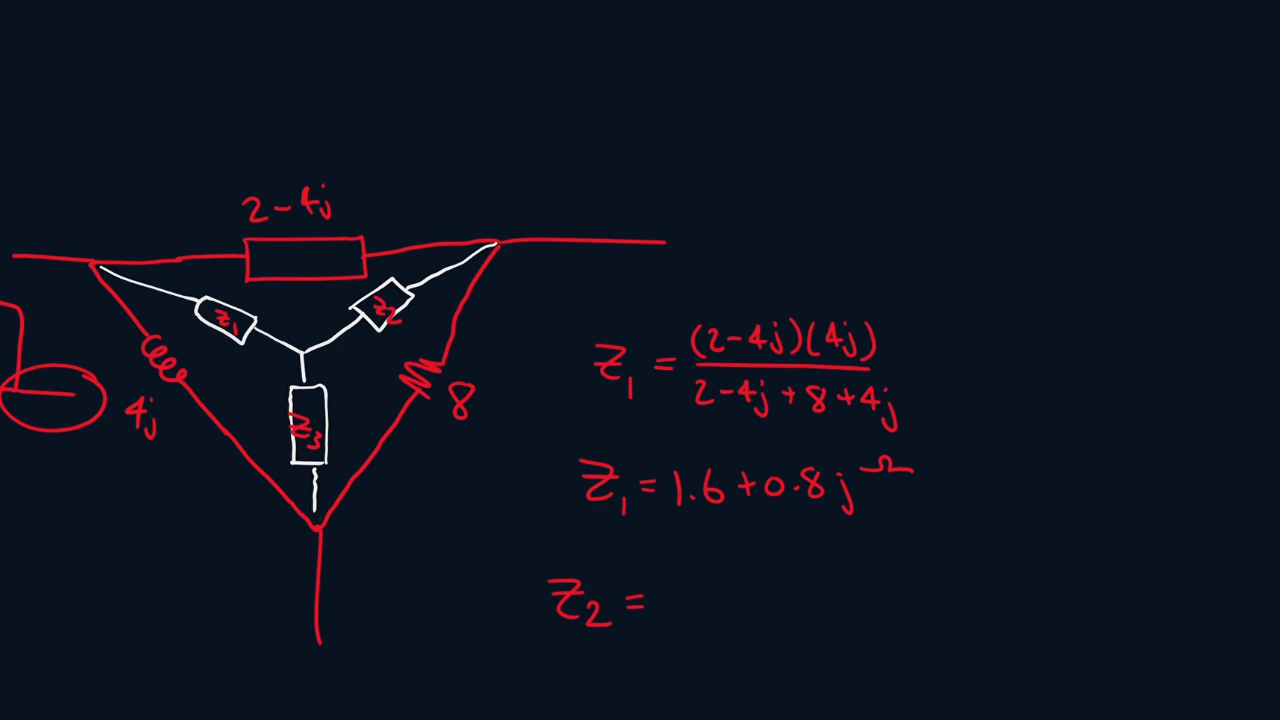 2-4j
Z1
Z2
4j
Z3
8
Z1 = (2-4j)(4j)
2-4j+8+4j
Z1 = 1.6+0.8j Ω
Z2 =